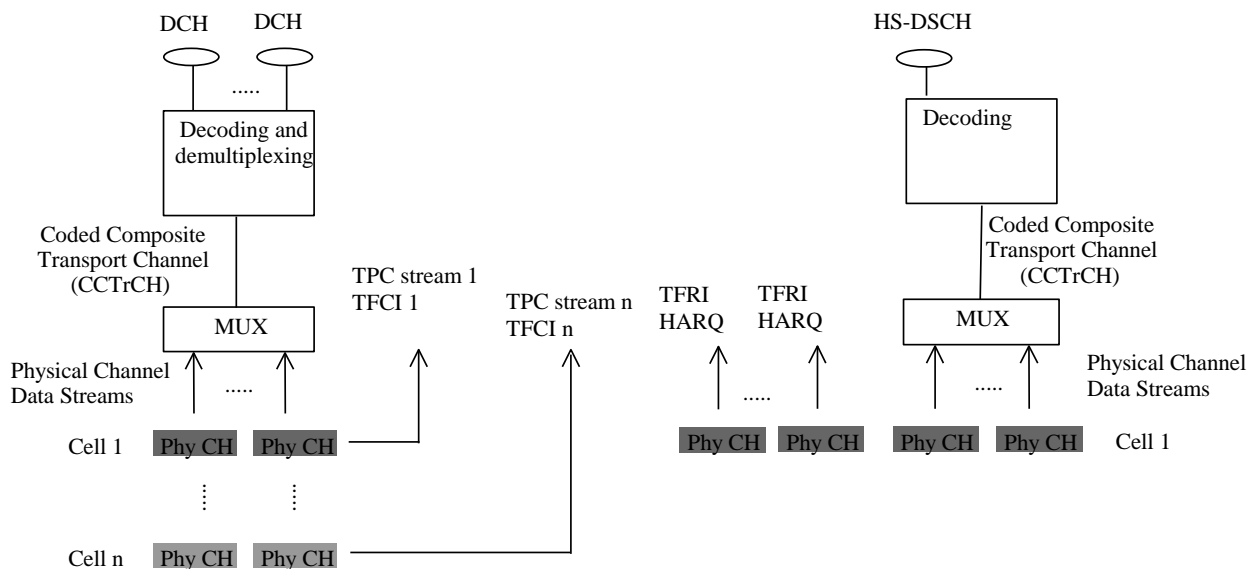 DCH
DCH
.....
Decoding and
demultiplexing
Coded Composite
Transport Channel
(CCTrCH)
MUX
Physical Channel
Data Streams
.....
Cell 1
Phy CH
Phy CH
......
......
Cell n
Phy CH
Phy CH
TPC stream 1
TFCI 1
TPC stream n
TFCI n
HS-DSCH
Decoding
Coded Composite
Transport Channel
(CCTrCH)
TFRI
HARQ
TFRI
HARQ
MUX
.....
.....
Physical Channel
Data Streams
Phy CH
Phy CH
Phy CH
Phy CH
Cell 1